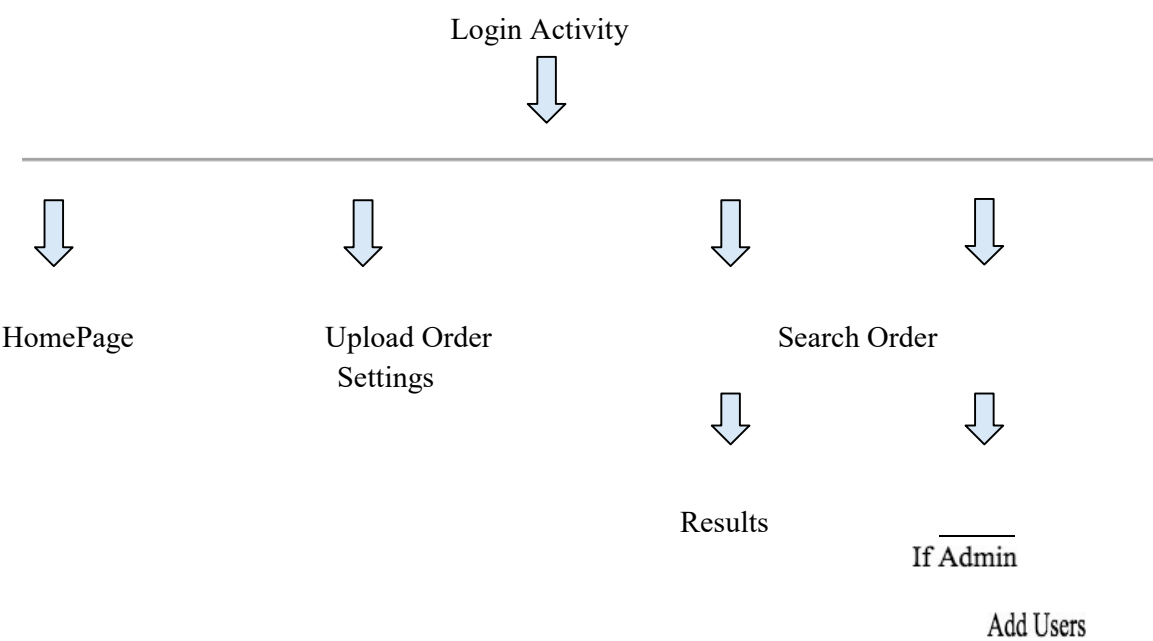 Login Activity
HomePage Upload Order Search Order
Settings
Results
If Admin
Add Users